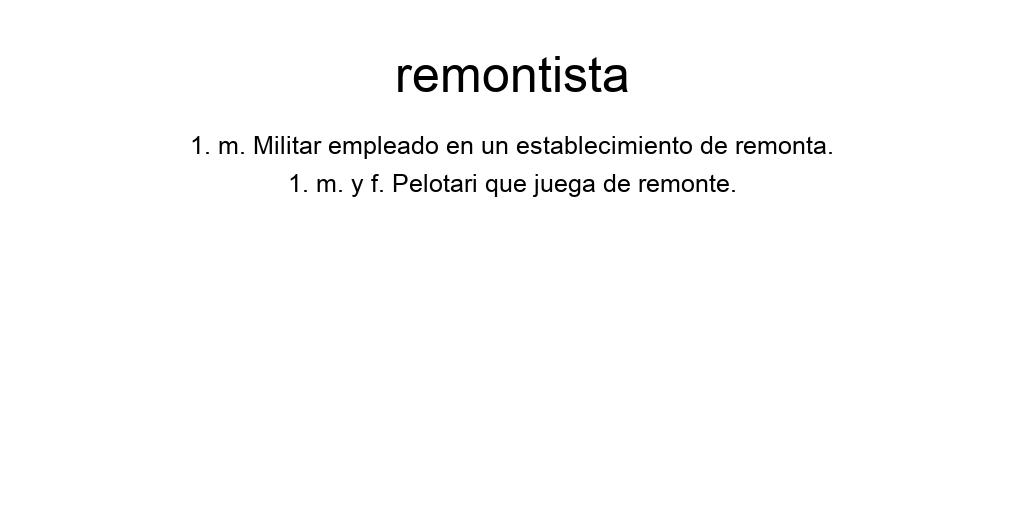 remontista
1. m. Militar empleado en un establecimiento de remonta.
1. m. y f. Pelotari que juega de remonte.